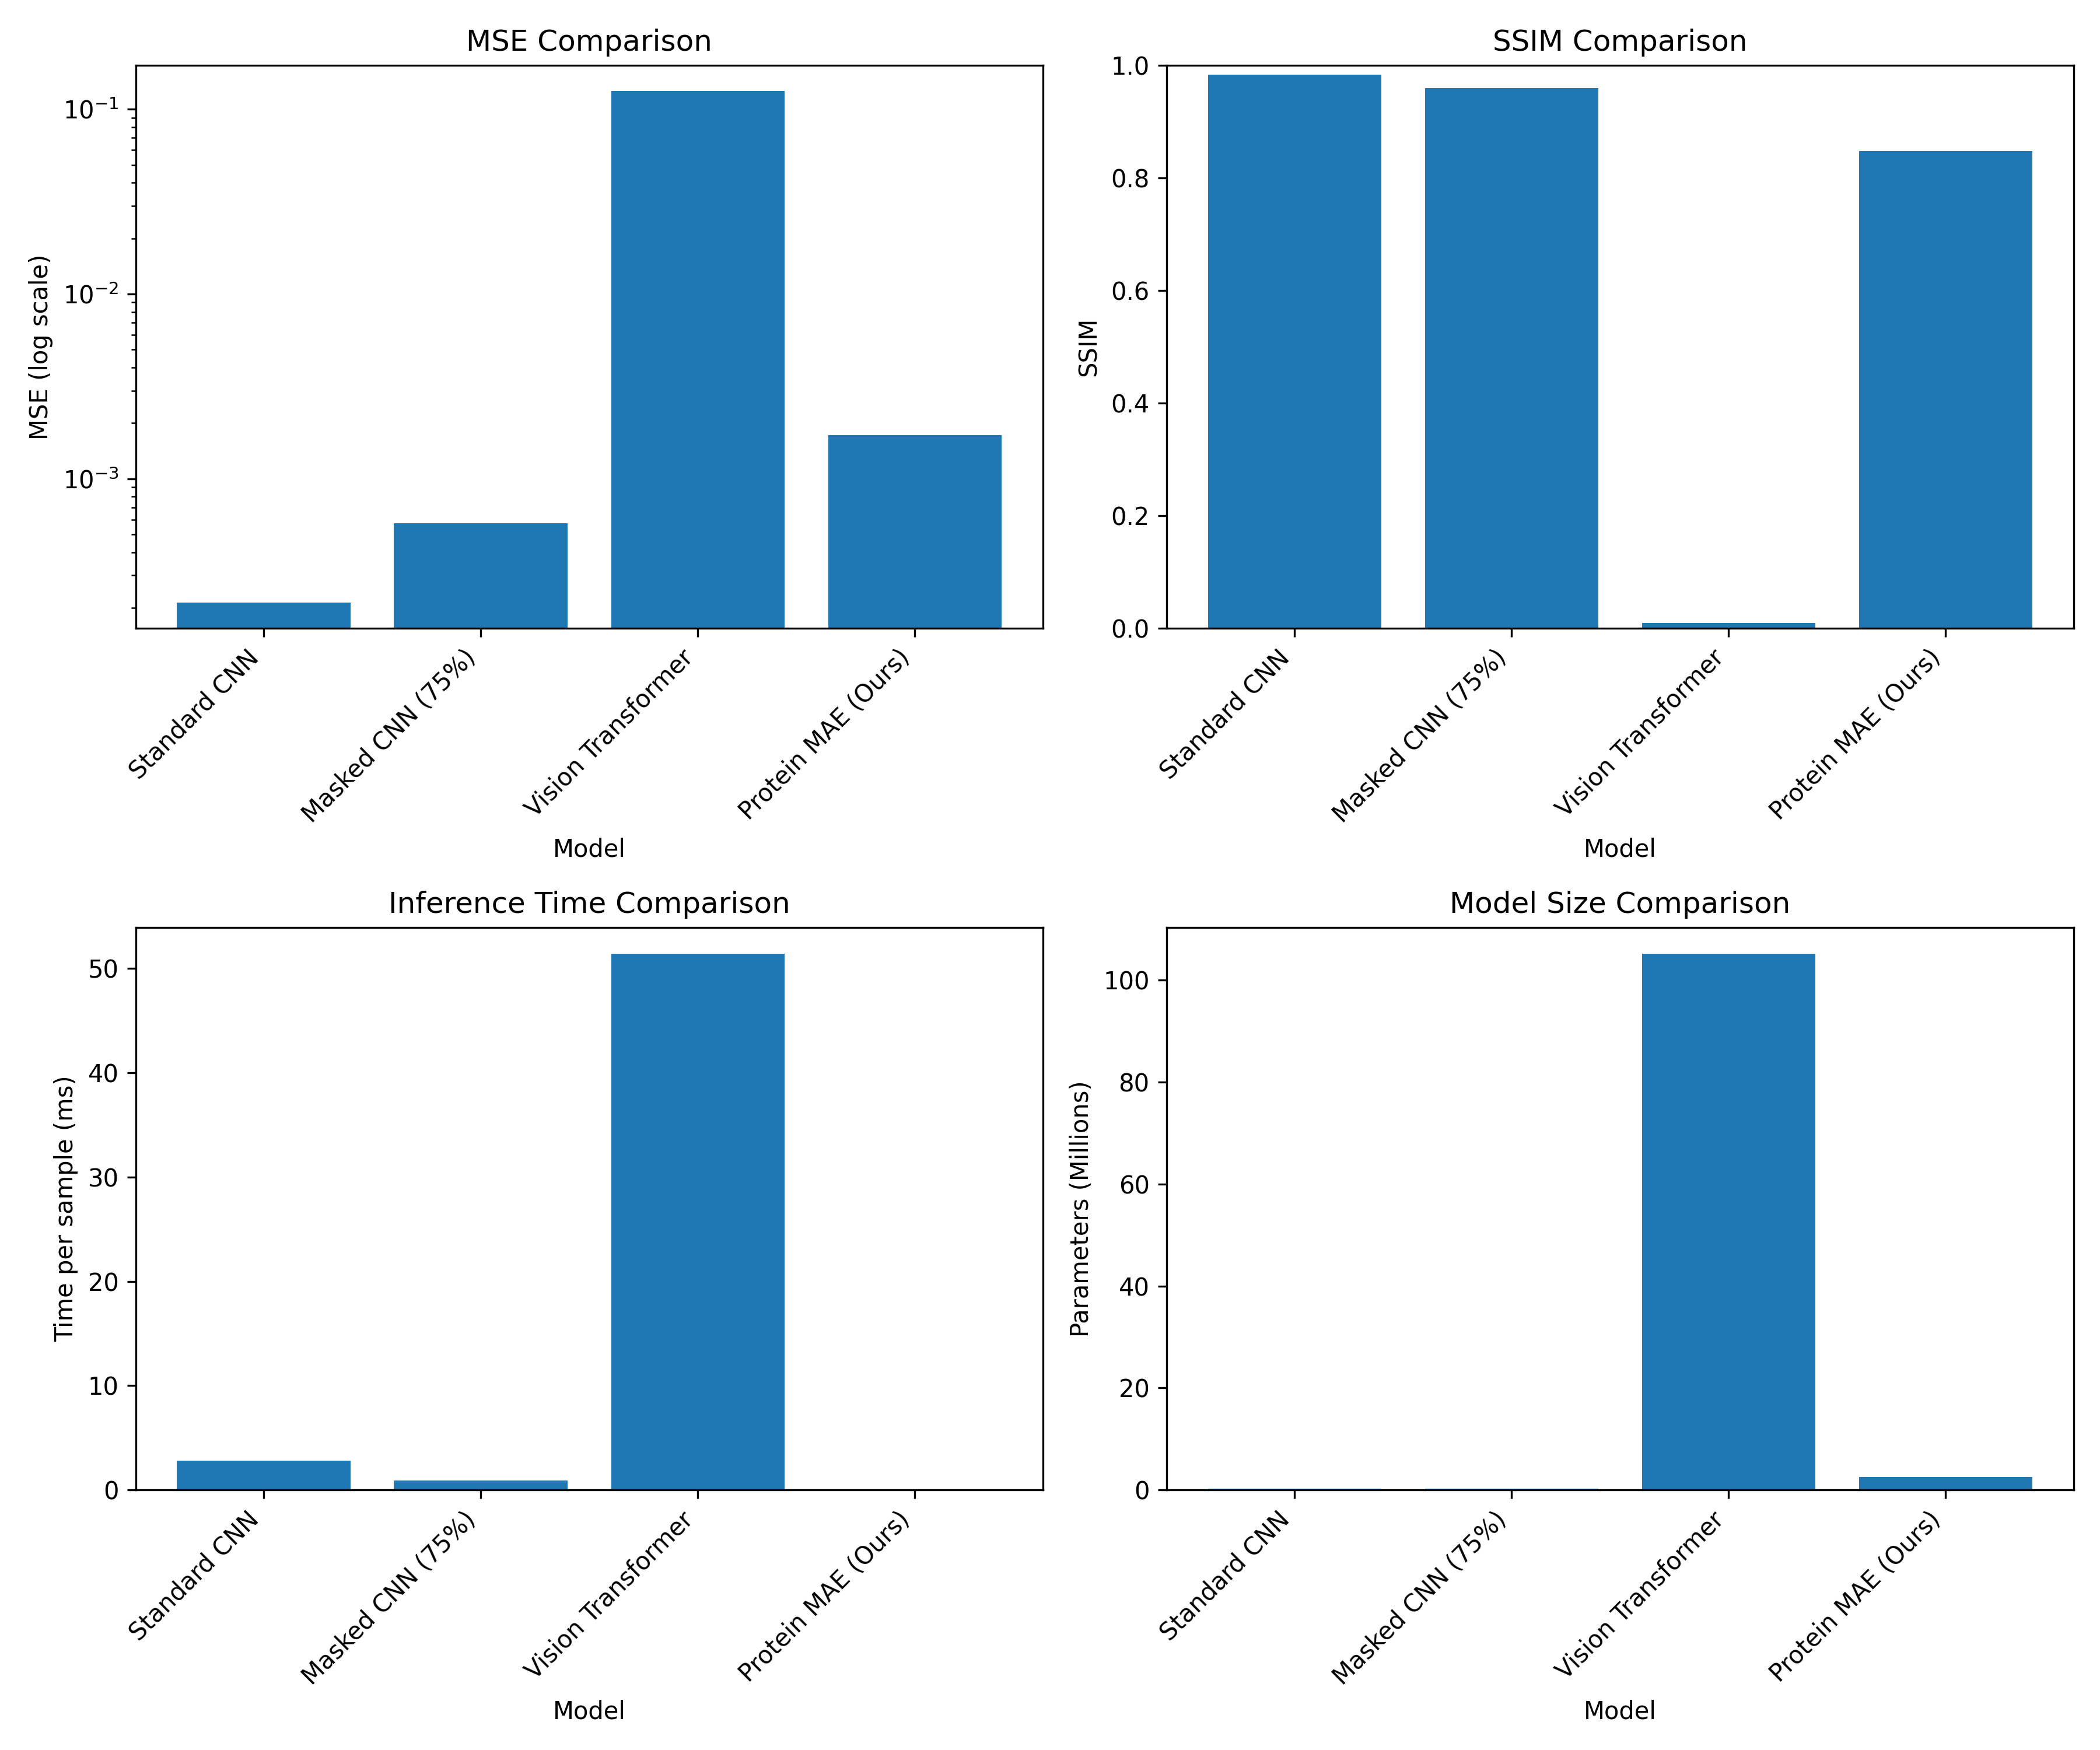 MSE Comparison
MSE (log scale)
10⁻¹
10⁻²
10⁻³
Standard CNN
Masked CNN (75%)
Vision Transformer
Protein MAE (Ours)
Model
SSIM Comparison
SSIM
1.0
0.8
0.6
0.4
0.2
0.0
Standard CNN
Masked CNN (75%)
Vision Transformer
Protein MAE (Ours)
Model
Inference Time Comparison
Time per sample (ms)
50
40
30
20
10
0
Standard CNN
Masked CNN (75%)
Vision Transformer
Protein MAE (Ours)
Model
Model Size Comparison
Parameters (Millions)
100
80
60
40
20
0
Standard CNN
Masked CNN (75%)
Vision Transformer
Protein MAE (Ours)
Model